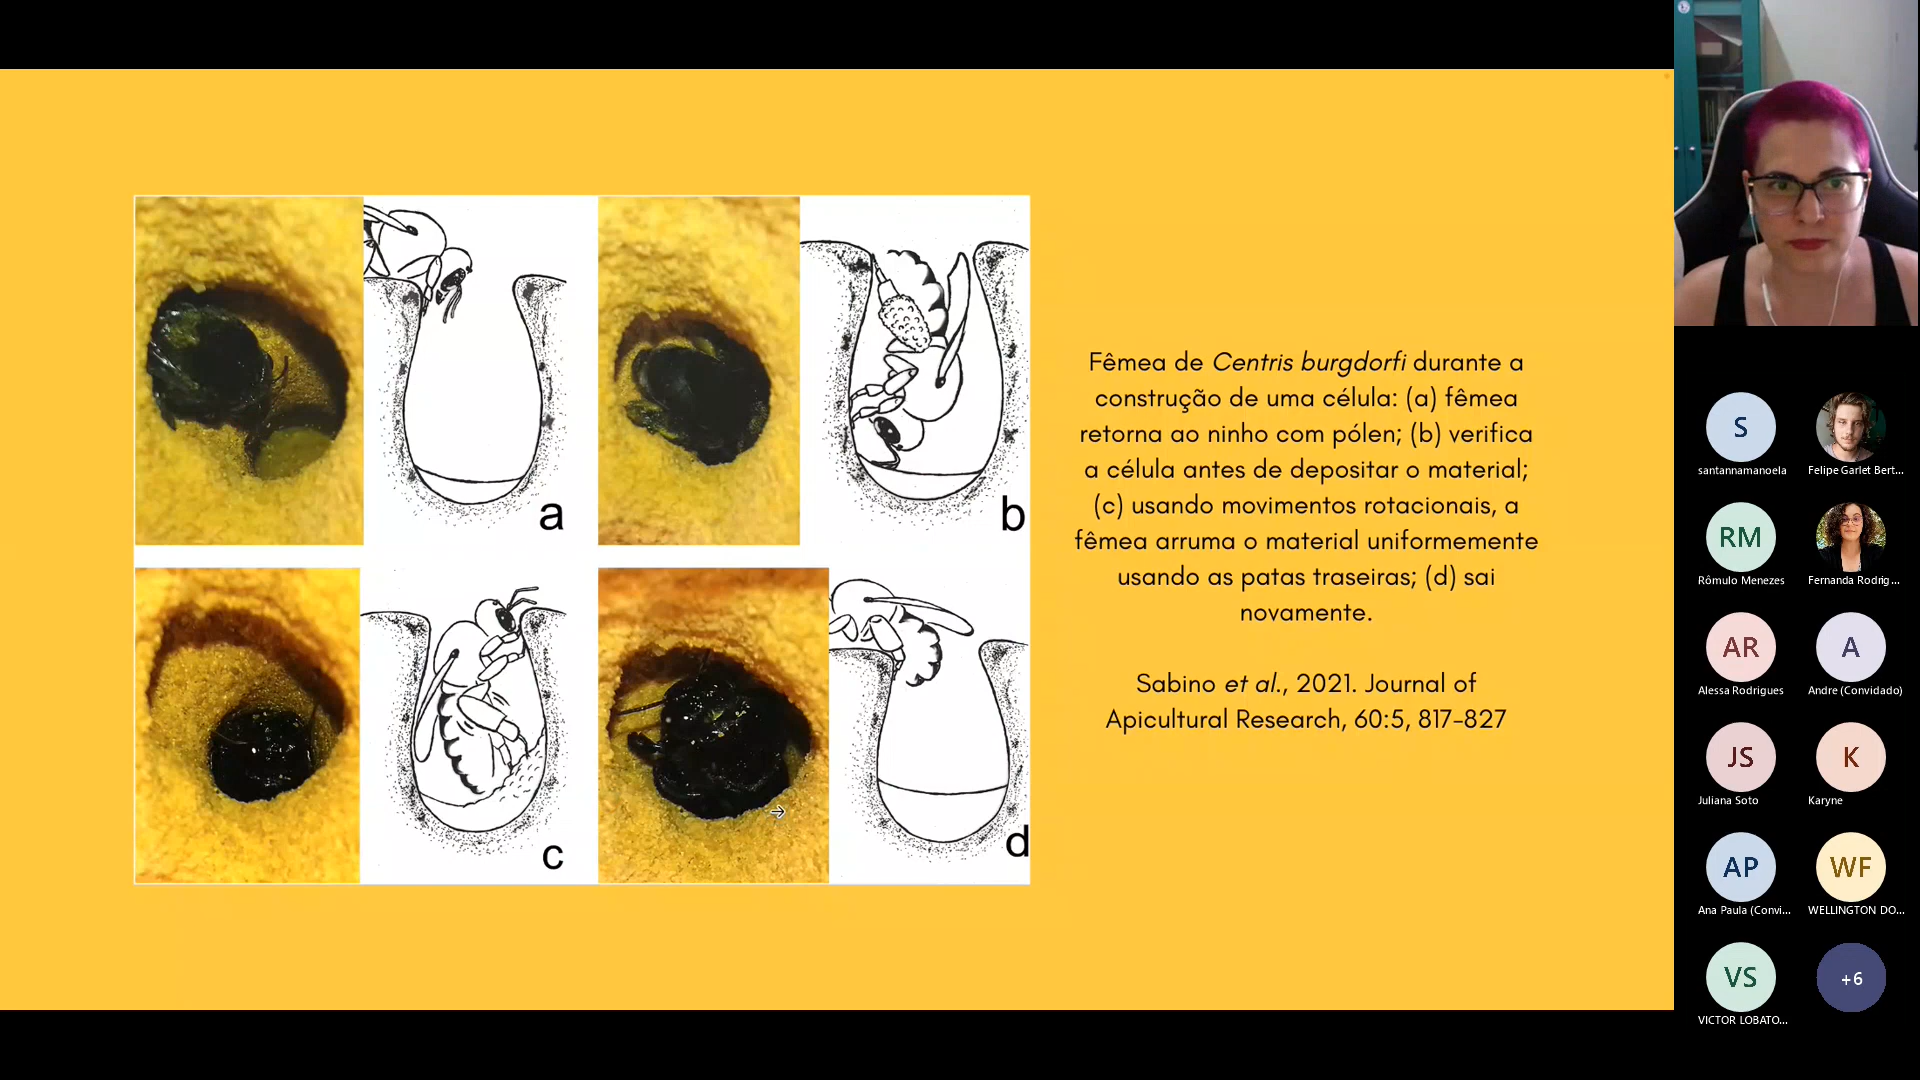 a
b
c
d
Fêmea de Centris burgdorfi durante a
construção de uma célula: (a) fêmea
retorna ao ninho com pólen; (b) verifica
a célula antes de depositar o material;
(c) usando movimentos rotacionais, a
fêmea arruma o material uniformemente
usando as patas traseiras; (d) sai
novamente.
Sabino et al., 2021. Journal of
Apicultural Research, 60:5, 817-827
S
santannamanoela
Felipe Garlet Bert...
RM
Rômulo Menezes
Fernanda Rodrig...
AR
Alessa Rodrigues
A
Andre (Convidado)
JS
Juliana Soto
K
Karyne
AP
Ana Paula (Convi...
WF
WELLINGTON DO...
VS
VICTOR LOBATO...
+6